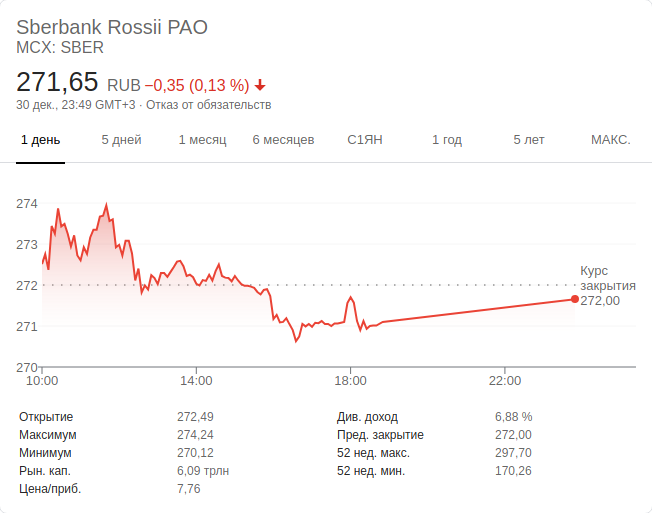 Sberbank Rossii PAO
MCX: SBER
271,65 RUB −0,35 (0,13 %)
30 дек., 23:49 GMT+3 · Отказ от обязательств
1 день 5 дней 1 месяц 6 месяцев С1ЯН 1 год 5 лет МАКС.
274
273
272
271
270
Курс
закрытия
272,00
10:00 14:00 18:00 22:00
Открытие 272,49 Див. доход 6,88 %
Максимум 274,24 Пред. закрытие 272,00
Минимум 270,12 52 нед. макс. 297,70
Рын. кап. 6,09 трлн 52 нед. мин. 170,26
Цена/приб. 7,76